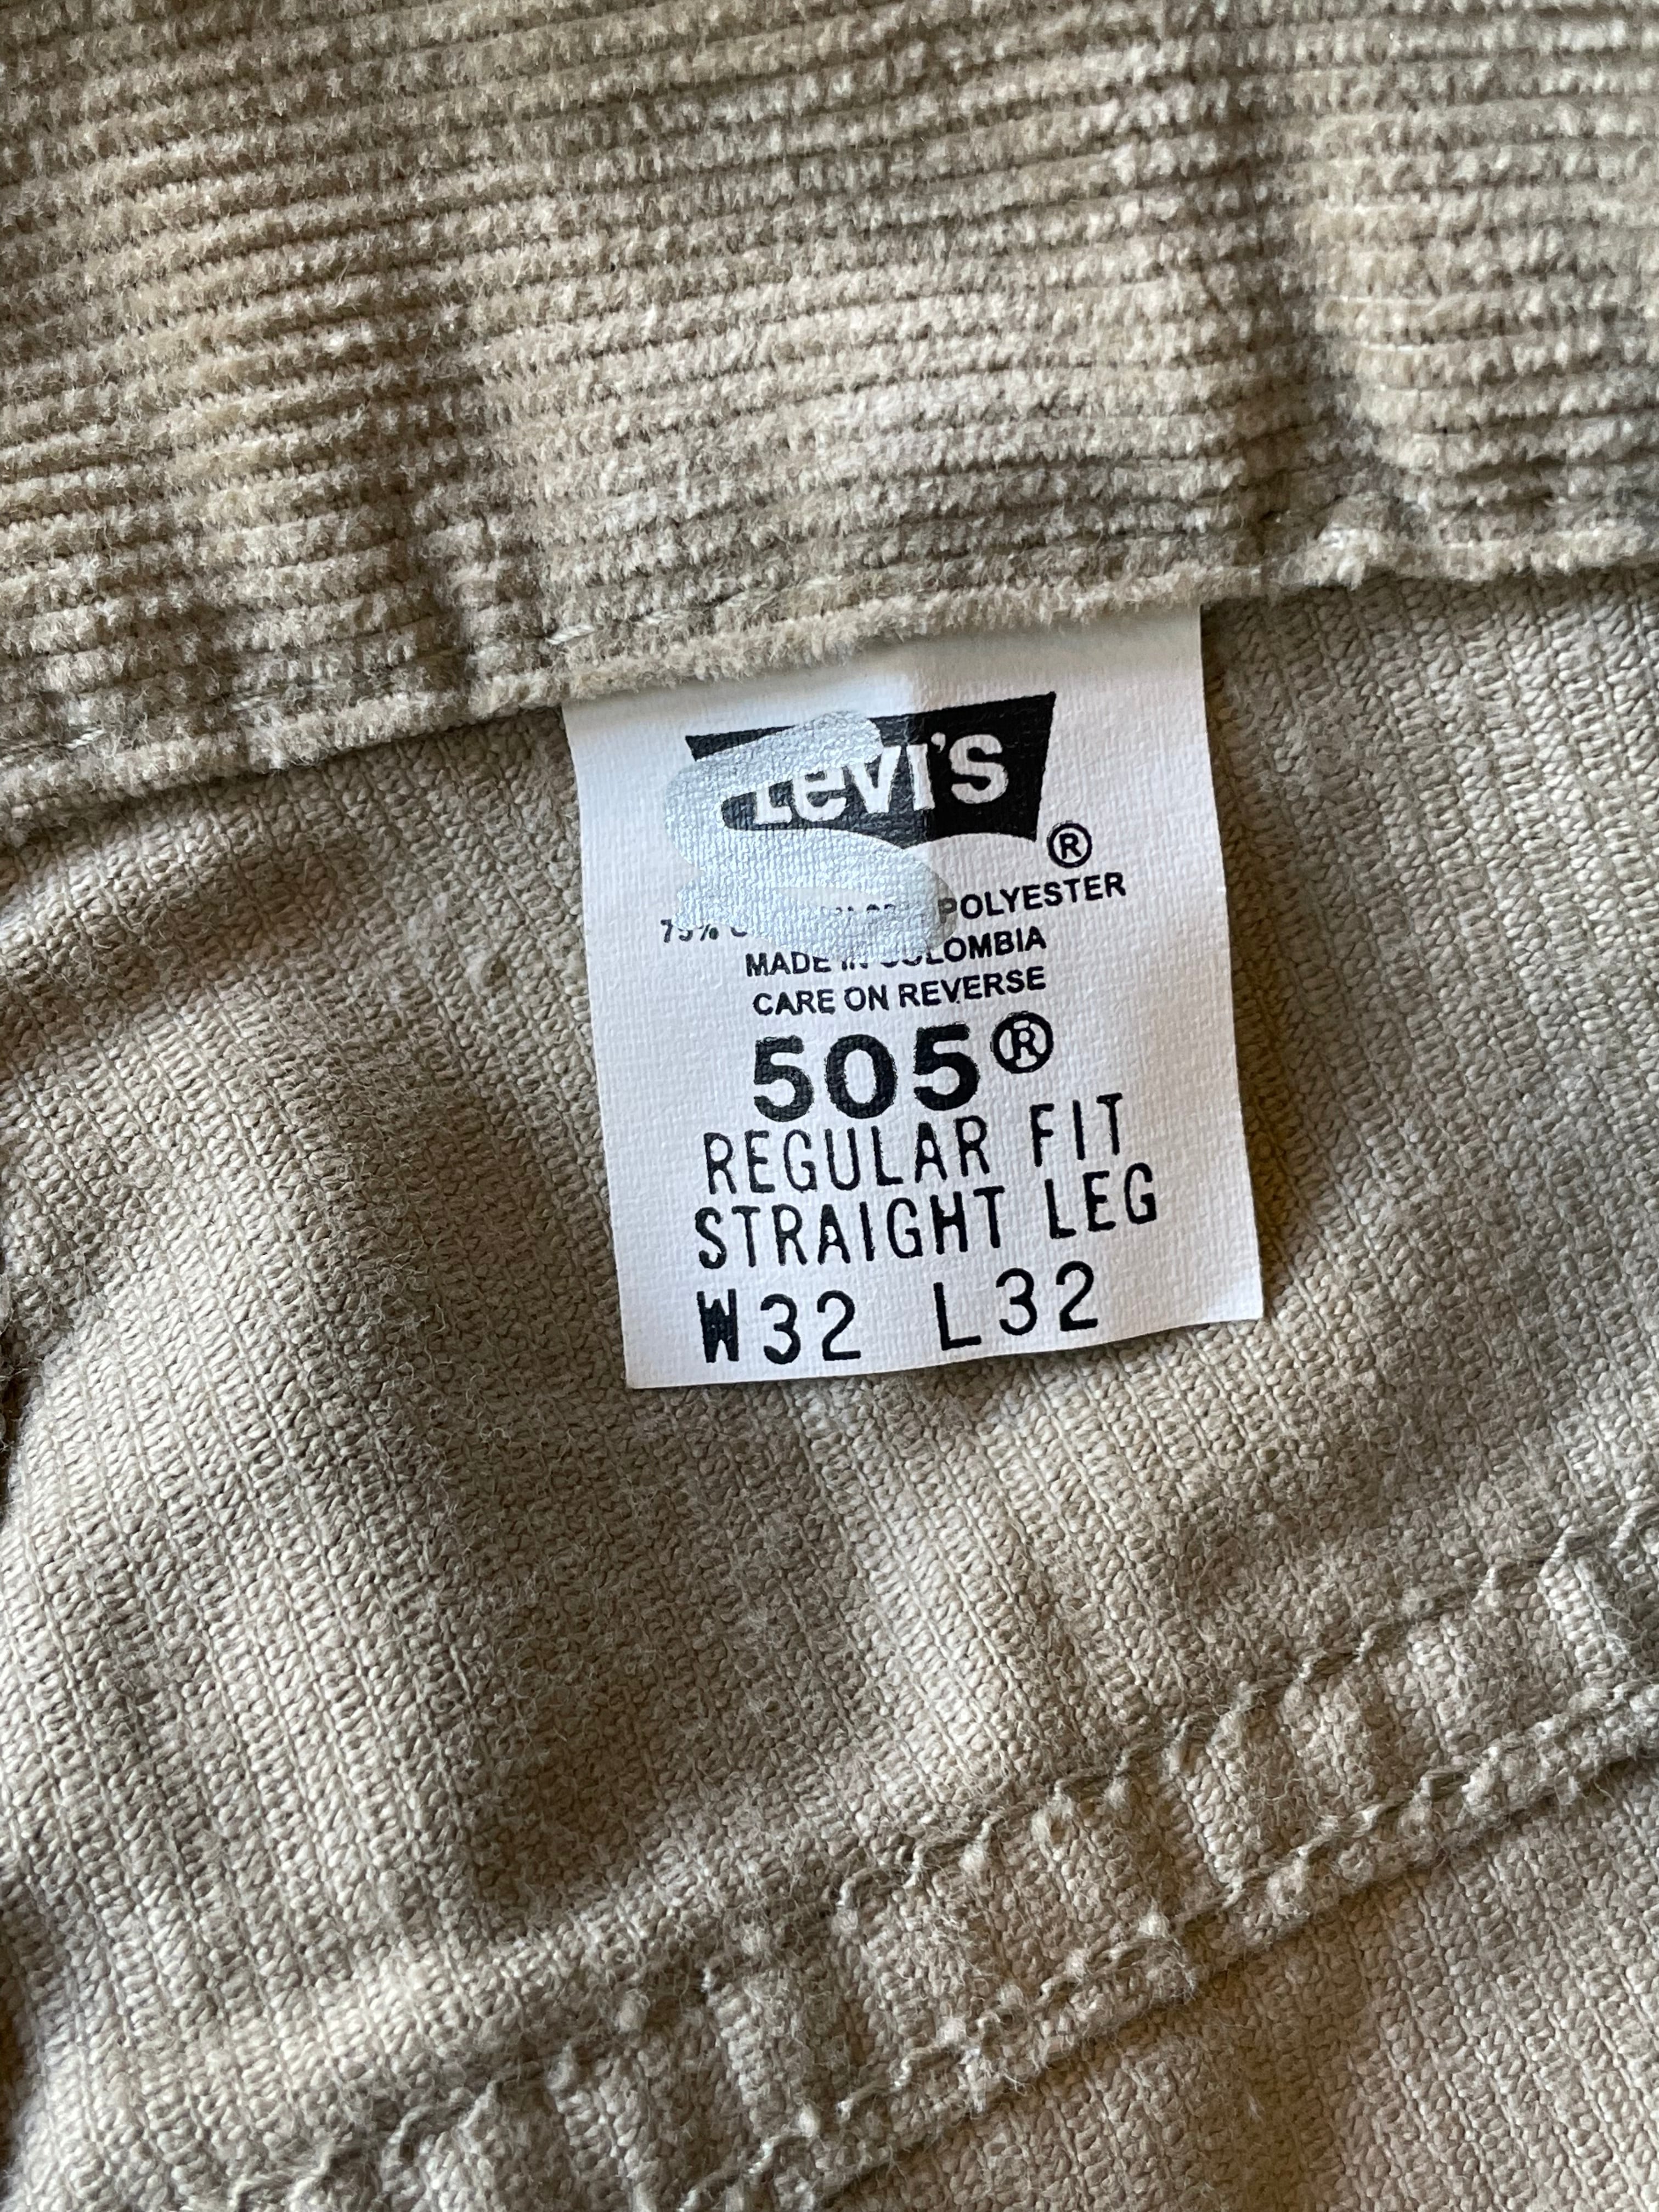 Levi's ®
POLYESTER
MADE IN COLOMBIA
CARE ON REVERSE
505®
REGULAR FIT
STRAIGHT LEG
W32 L32